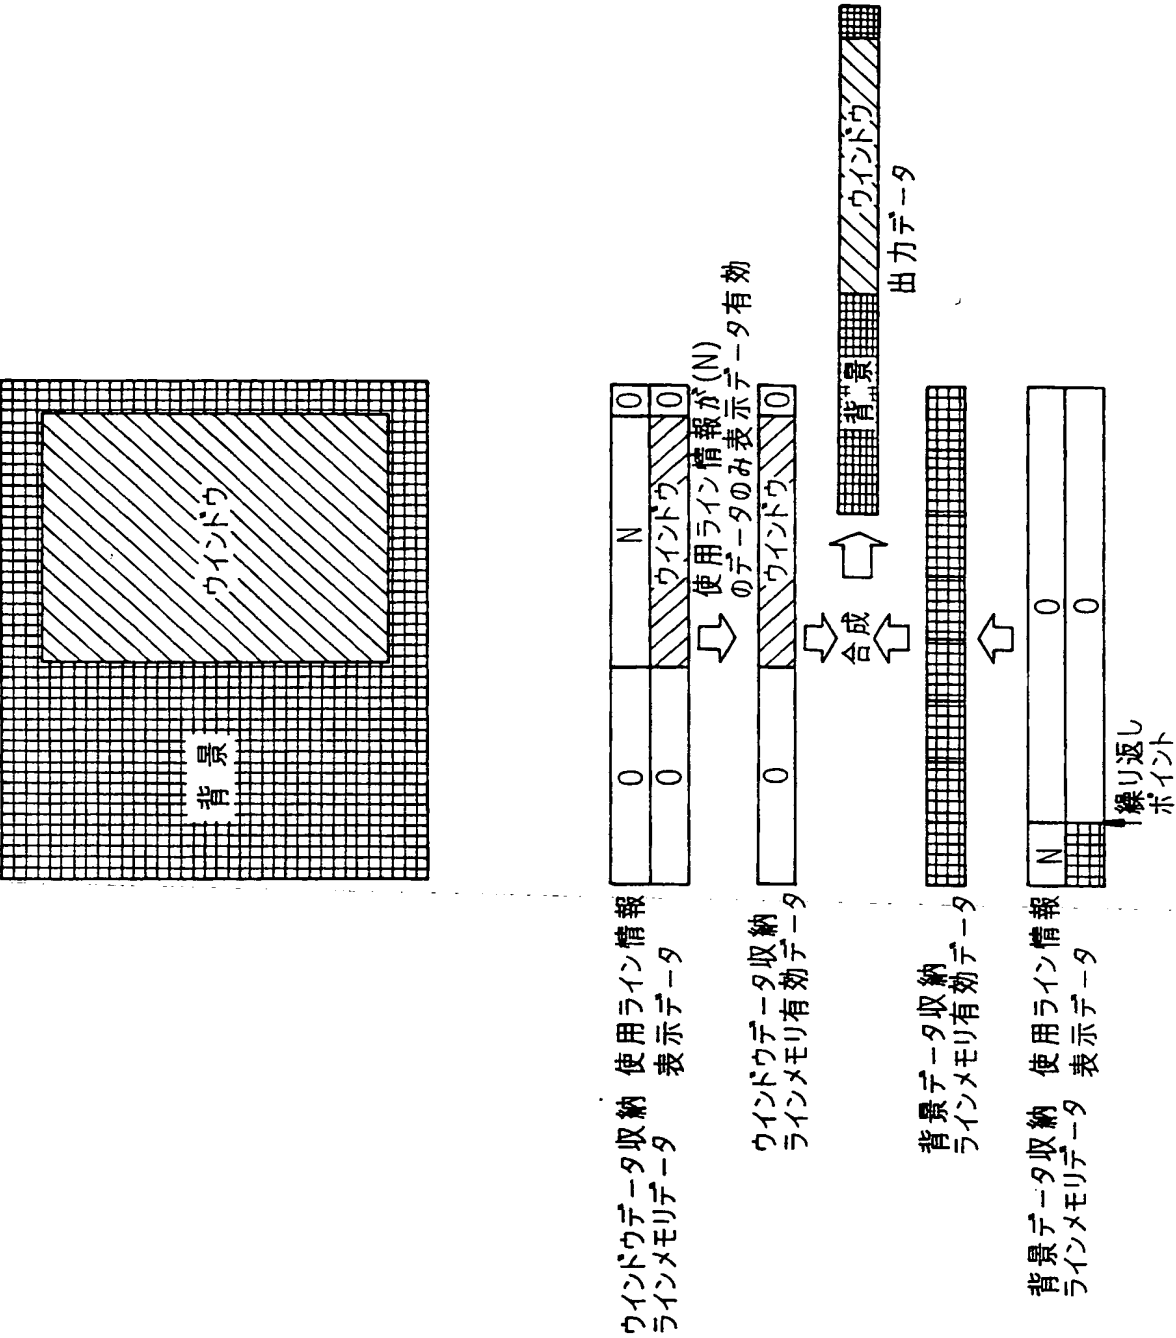 背景
ウインドウ
ウインドウデータ収納
ラインメモリデータ
使用ライン情報
表示データ
0
N
0
0
ウインドウ
0
使用ライン情報が(N)
のデータのみ表示データ有効
ウインドウデータ収納
ラインメモリ有効データ
0
ウインドウ
0
合成
背景
ウインドウ
出力データ
背景データ収納
ラインメモリ有効データ
背景データ収納
ラインメモリデータ
使用ライン情報
表示データ
N
0
0
繰り返し
ポイント